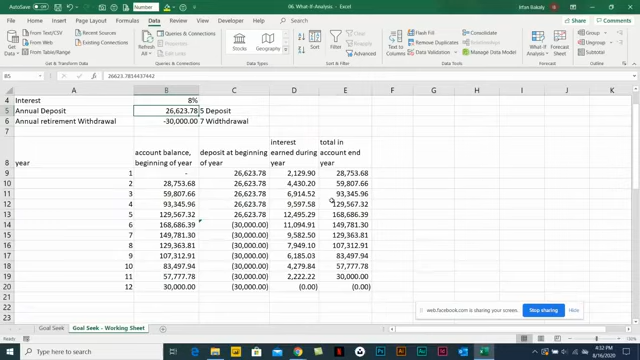 AutoSave Off Number 06. What-If-Analysis - Excel Irfan Bakaly
File Home Insert Page Layout Formulas Data Review View Help Search Share Comments
Get Data From Text/CSV From Web From Table/Range Recent Sources Existing Connections Refresh All Queries & Connections Properties Edit Links Stocks Geography Sort Filter Clear Reapply Advanced Text to Columns Flash Fill Remove Duplicates Data Validation Consolidate Relationships Manage Data Model What-If Analysis Forecast Sheet Group Ungroup Subtotal
Get & Transform Data Queries & Connections Data Types Sort & Filter Data Tools Forecast Outline
B5 26623.7854437442
A B C D E F G H I J K
4 Interest 8%
5 Annual Deposit 26,623.78 5 Deposit
6 Annual retirement Withdrawal -30,000.00 7 Widthdrawal
7
8 year account balance, beginning of year deposit at beginning of year interest earned during year total in account end year
9 1 - 26,623.78 2,129.90 28,753.68
10 2 28,753.68 26,623.78 4,430.20 59,807.66
11 3 59,807.66 26,623.78 6,914.52 93,345.96
12 4 93,345.96 26,623.78 9,597.58 129,567.32
13 5 129,567.32 26,623.78 12,495.29 168,686.39
14 6 168,686.39 (30,000.00) 11,094.91 149,781.30
15 7 149,781.30 (30,000.00) 9,582.50 129,363.81
16 8 129,363.81 (30,000.00) 7,949.10 107,312.91
17 9 107,312.91 (30,000.00) 6,185.03 83,497.94
18 10 83,497.94 (30,000.00) 4,279.84 57,777.78
19 11 57,777.78 (30,000.00) 2,222.22 30,000.00
20 12 30,000.00 (30,000.00) (0.00) (0.00)
21
22
23
web.facebook.com is sharing your screen. Stop sharing Hide
Goal Seek Goal Seek - Working Sheet
Type here to search
4:32 PM
8/16/2020